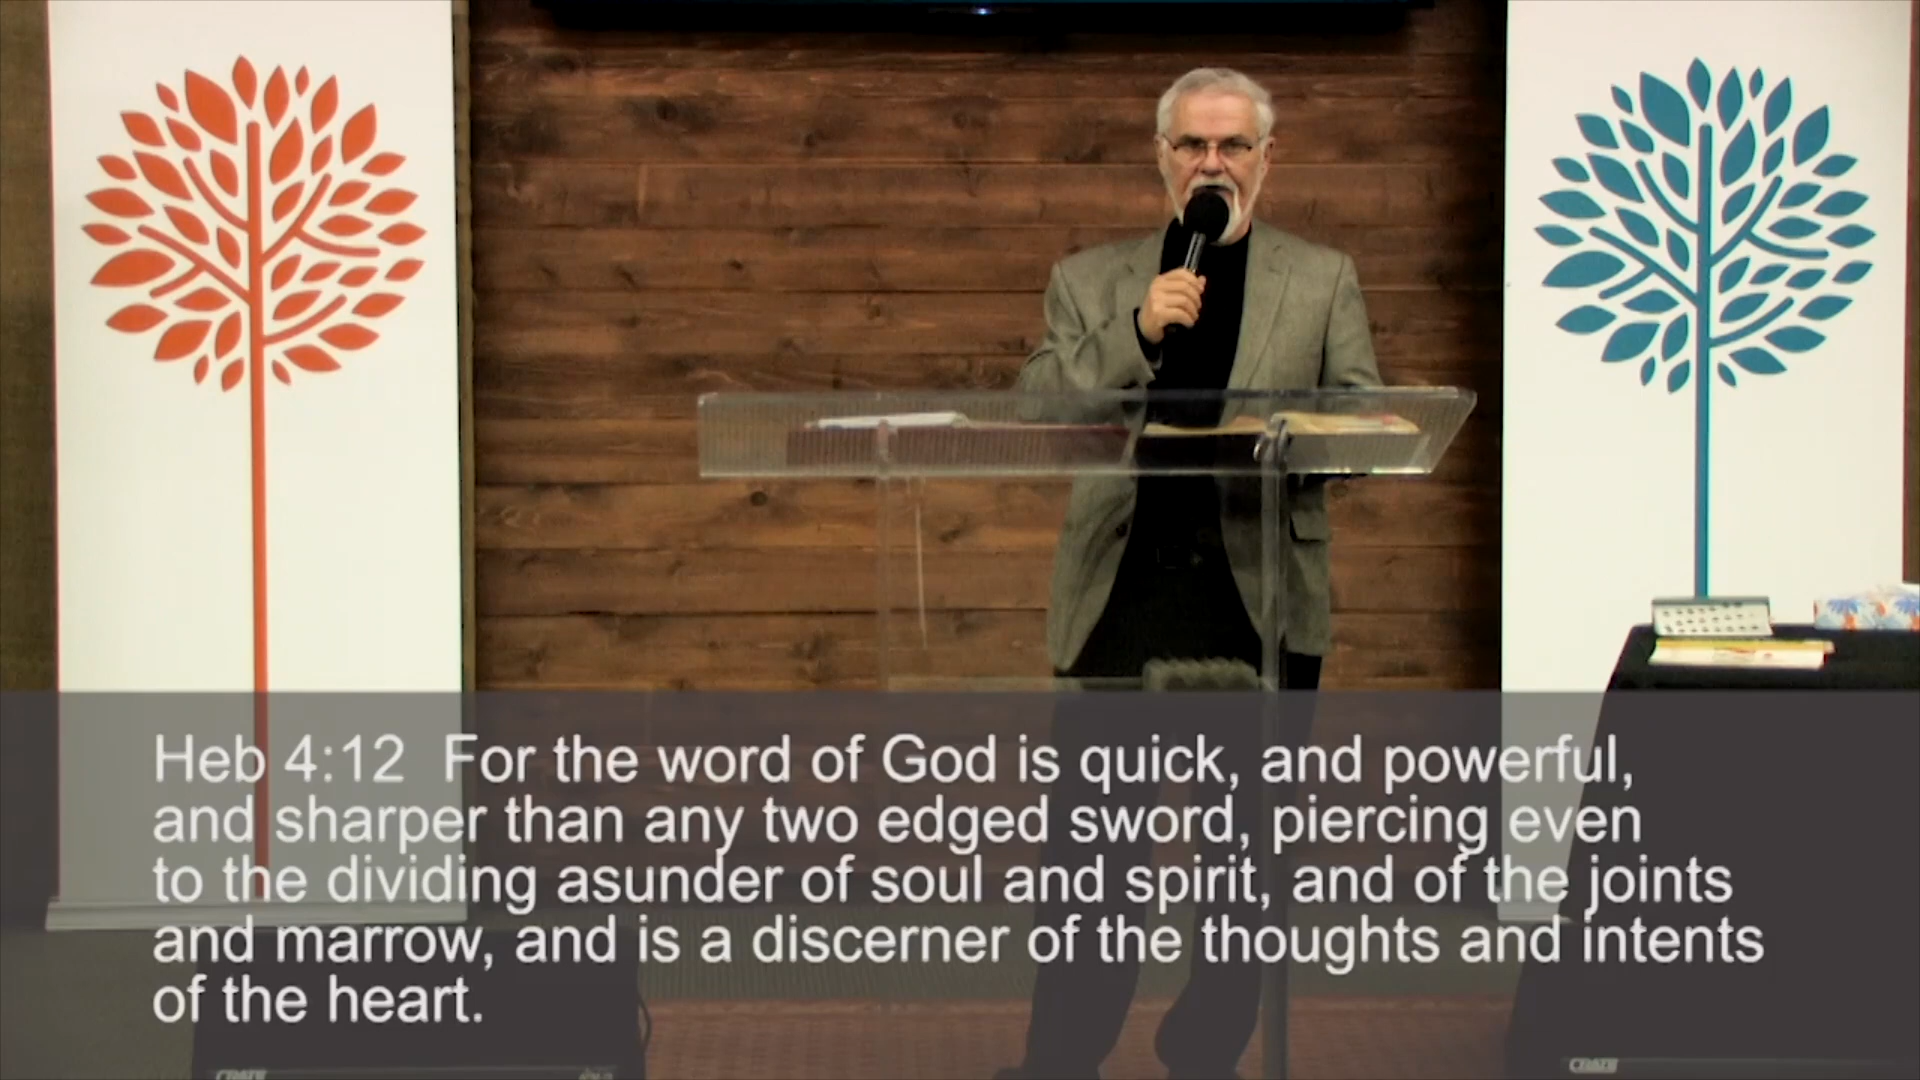 Heb 4:12  For the word of God is quick, and powerful,
and sharper than any two edged sword, piercing even
to the dividing asunder of soul and spirit, and of the joints
and marrow, and is a discerner of the thoughts and intents
of the heart.
CRATE
CRATE